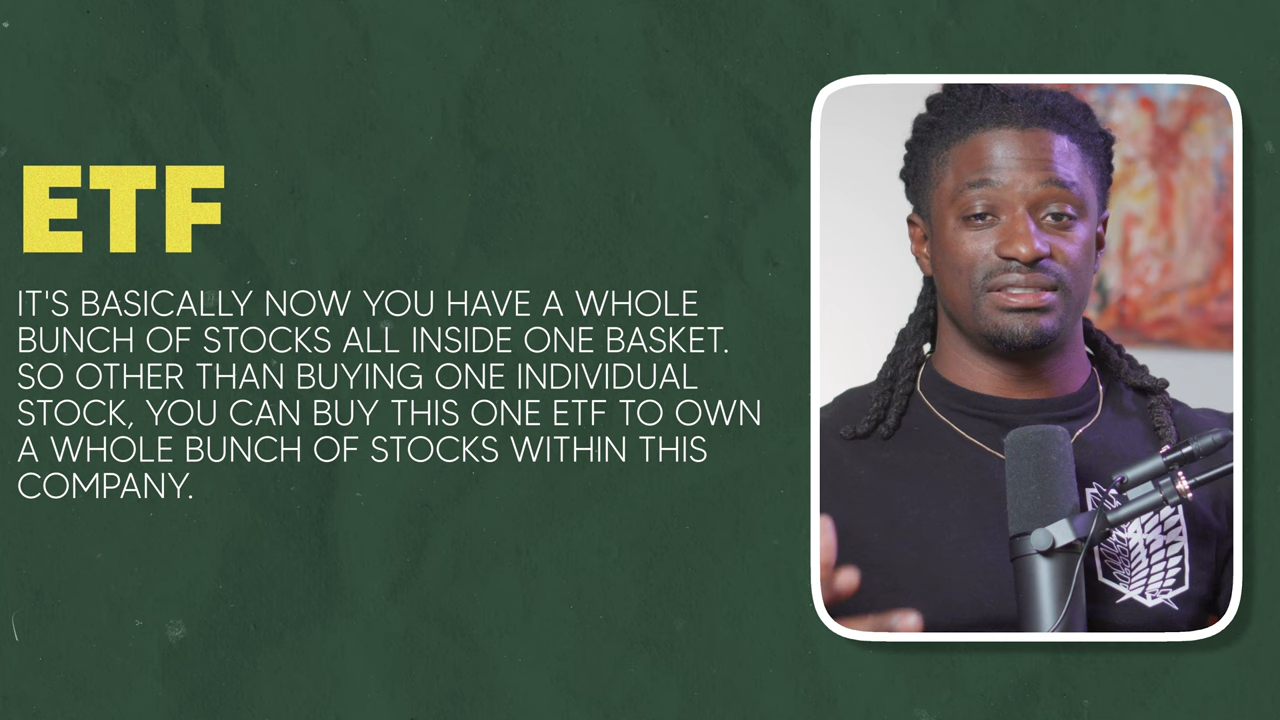 ETF
IT'S BASICALLY NOW YOU HAVE A WHOLE
BUNCH OF STOCKS ALL INSIDE ONE BASKET.
SO OTHER THAN BUYING ONE INDIVIDUAL
STOCK, YOU CAN BUY THIS ONE ETF TO OWN
A WHOLE BUNCH OF STOCKS WITHIN THIS
COMPANY.